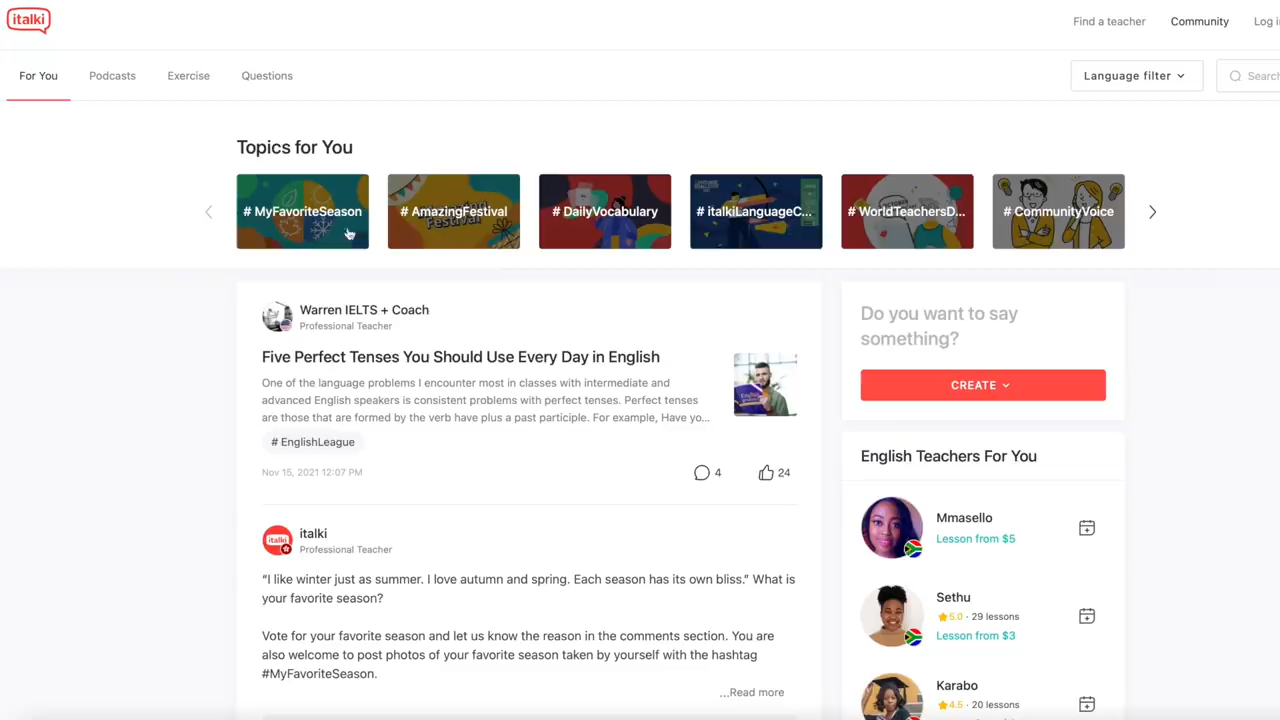 italki
Find a teacher
Community
Log i
For You
Podcasts
Exercise
Questions
Language filter
Search
Topics for You
# MyFavoriteSeason
# AmazingFestival
# DailyVocabulary
# italkiLanguageC...
# WorldTeachersD...
# CommunityVoice
Warren IELTS + Coach
Professional Teacher
Five Perfect Tenses You Should Use Every Day in English
One of the language problems I encounter most in classes with intermediate and
advanced English speakers is consistent problems with perfect tenses. Perfect tenses
are those that are formed by the verb have plus a past participle. For example, Have yo...
# EnglishLeague
Nov 15, 2021 12:07 PM
4
24
italki
italki
Professional Teacher
“I like winter just as summer. I love autumn and spring. Each season has its own bliss.” What is
your favorite season?
Vote for your favorite season and let us know the reason in the comments section. You are
also welcome to post photos of your favorite season taken by yourself with the hashtag
#MyFavoriteSeason.
...Read more
Do you want to say
something?
CREATE
English Teachers For You
Mmasello
Lesson from $5
Sethu
5.0 · 29 lessons
Lesson from $3
Karabo
4.5 · 20 lessons